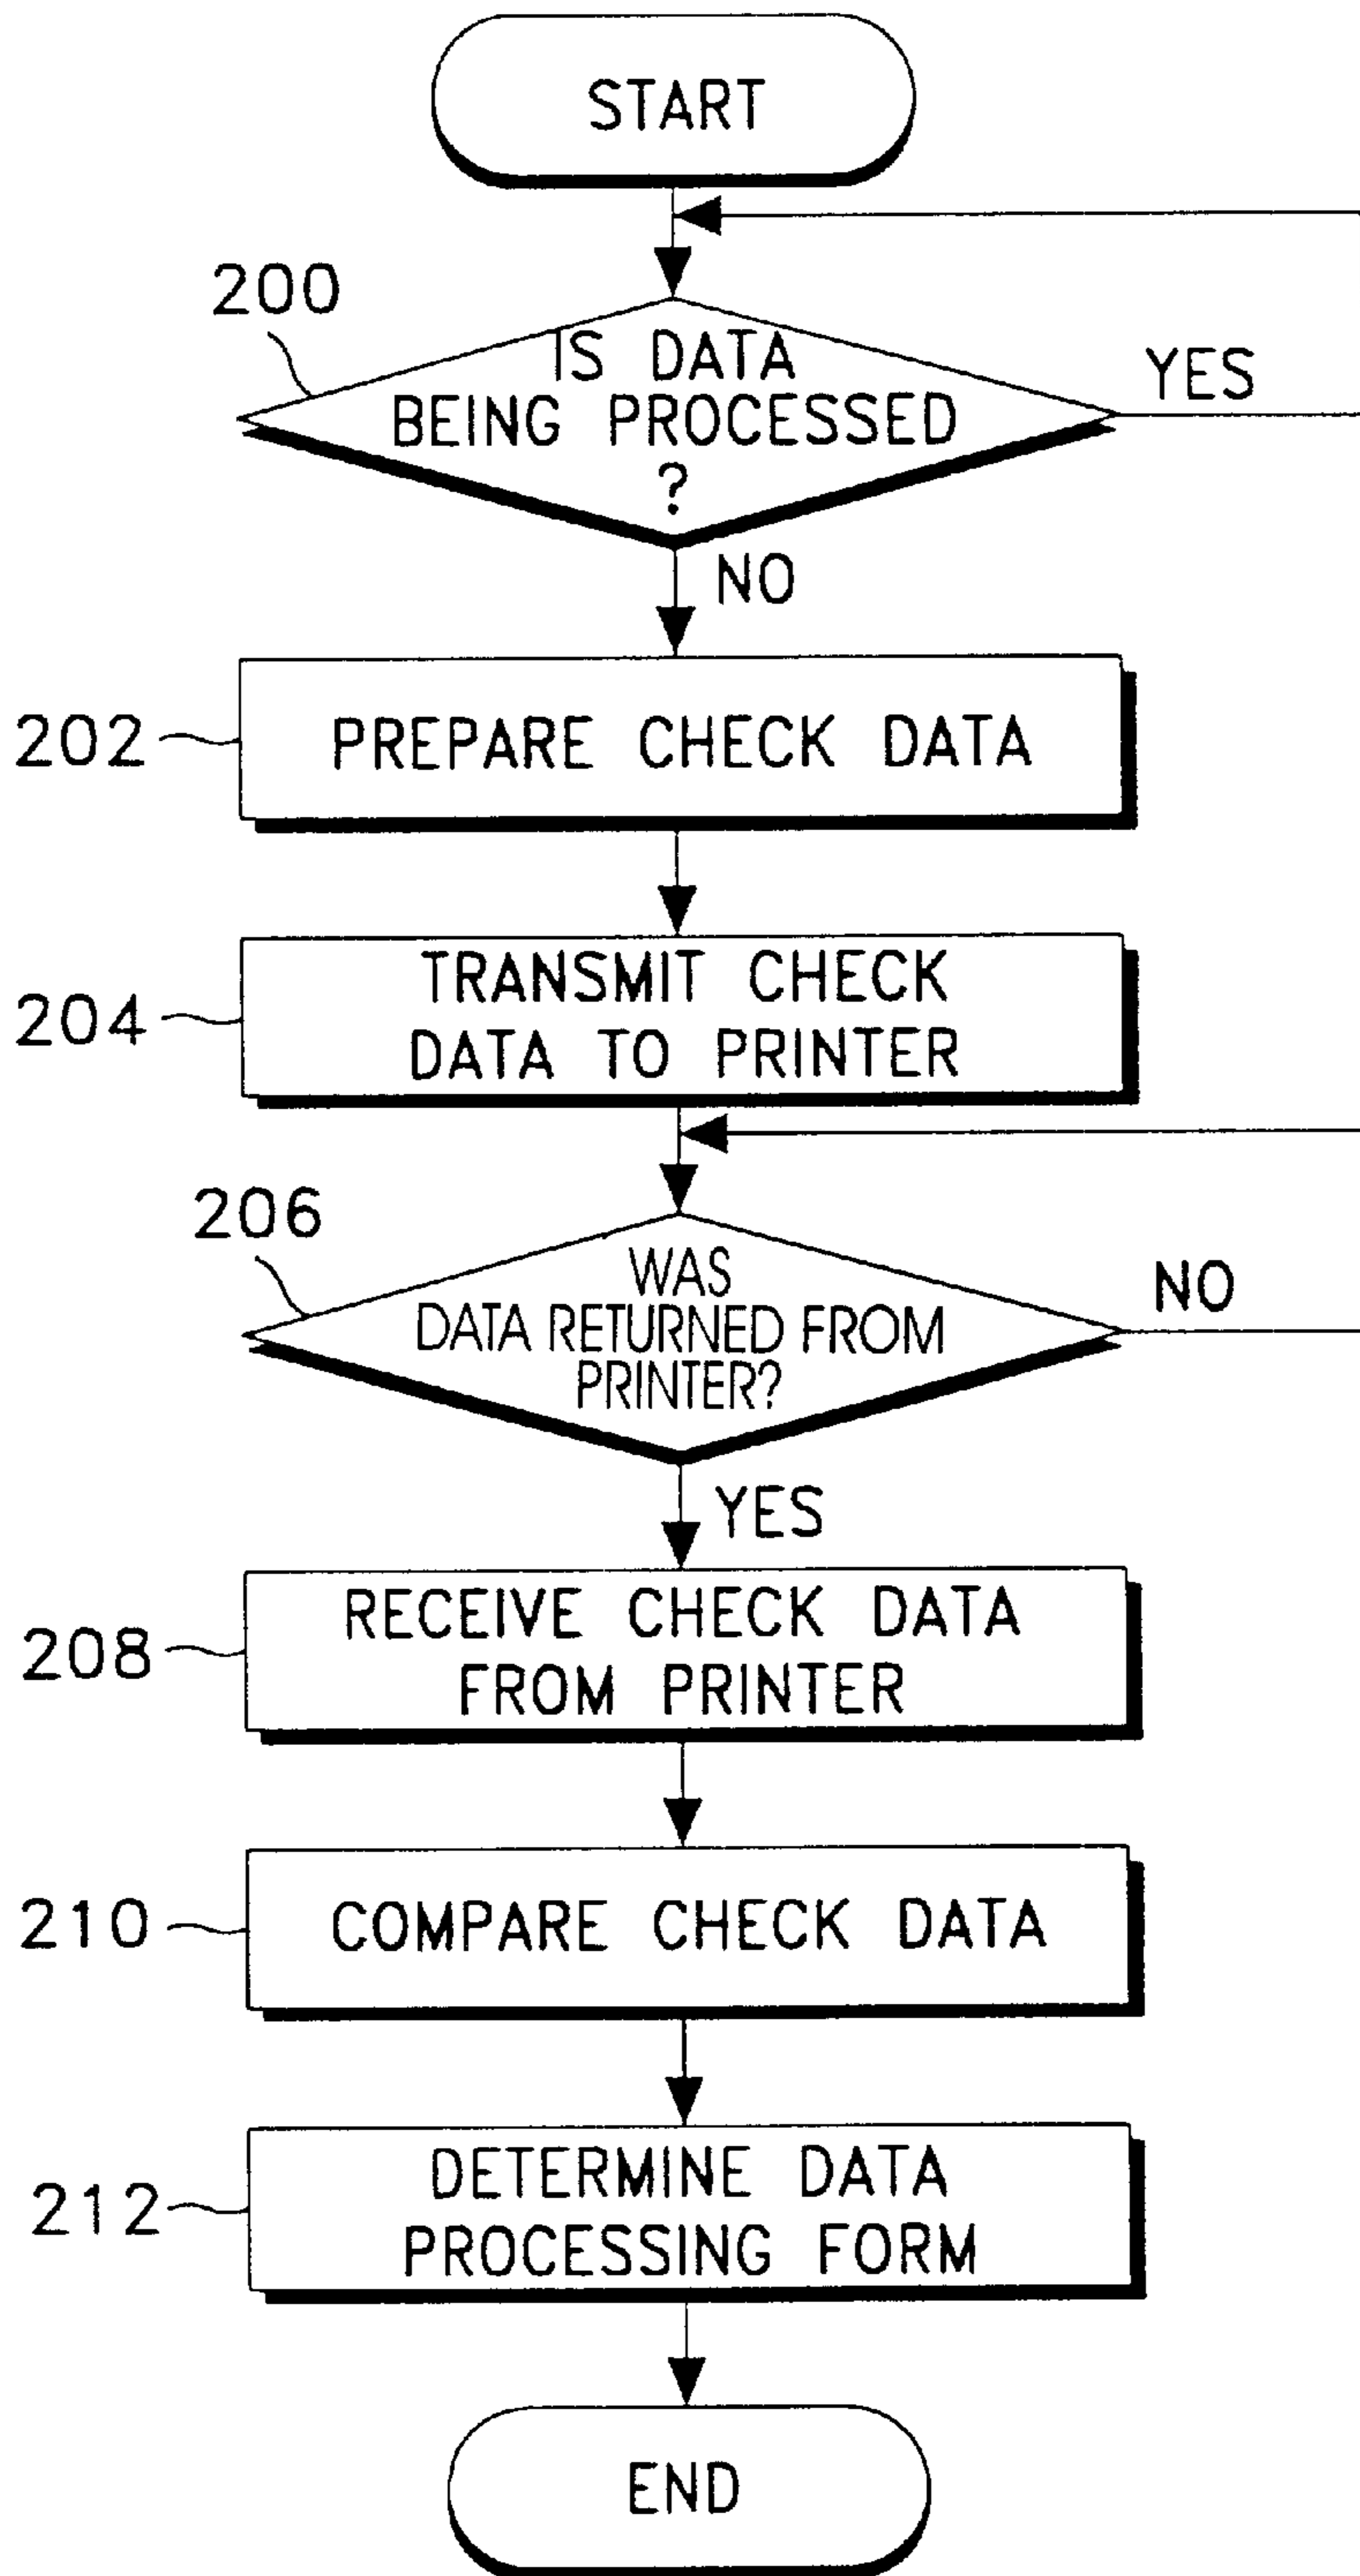 START
200
IS DATA
BEING PROCESSED
?
YES
NO
202
PREPARE CHECK DATA
204
TRANSMIT CHECK
DATA TO PRINTER
206
WAS
DATA RETURNED FROM
PRINTER?
NO
YES
208
RECEIVE CHECK DATA
FROM PRINTER
210
COMPARE CHECK DATA
212
DETERMINE DATA
PROCESSING FORM
END